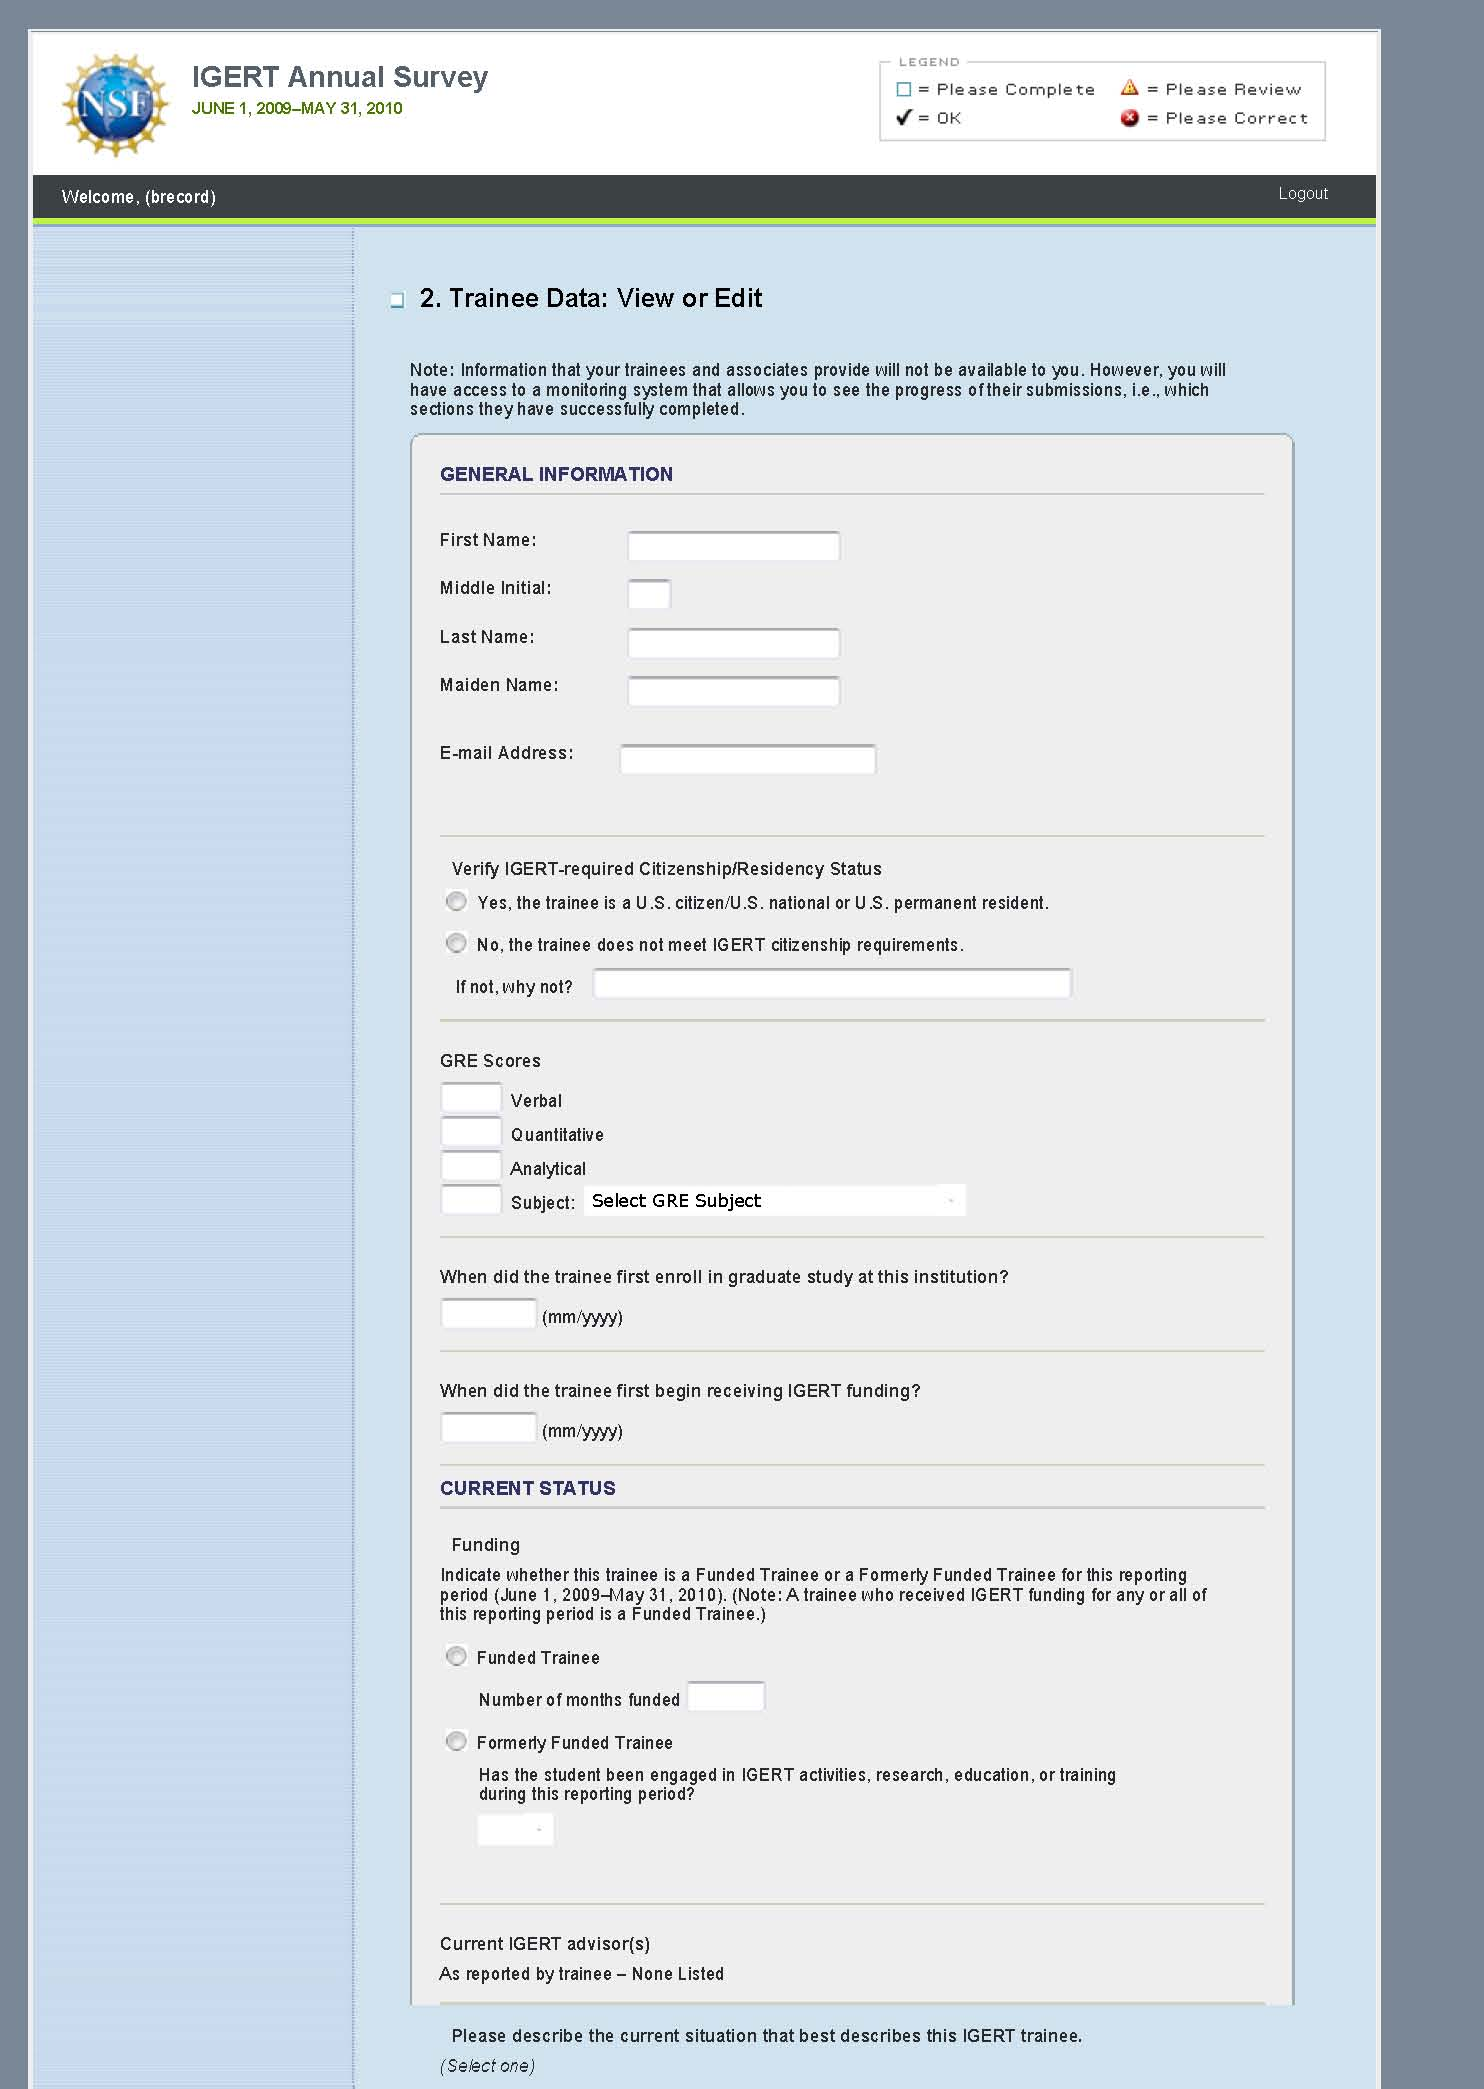 NSF
IGERT Annual Survey
JUNE 1, 2009–MAY 31, 2010
LEGEND
= Please Complete
= Please Review
= OK
= Please Correct
Welcome, (brecord)
Logout
2. Trainee Data: View or Edit
Note: Information that your trainees and associates provide will not be available to you. However, you will
have access to a monitoring system that allows you to see the progress of their submissions, i.e., which
sections they have successfully completed.
GENERAL INFORMATION
First Name:
Middle Initial:
Last Name:
Maiden Name:
E-mail Address:
Verify IGERT-required Citizenship/Residency Status
Yes, the trainee is a U.S. citizen/U.S. national or U.S. permanent resident.
No, the trainee does not meet IGERT citizenship requirements.
If not, why not?
GRE Scores
Verbal
Quantitative
Analytical
Subject: Select GRE Subject
When did the trainee first enroll in graduate study at this institution?
(mm/yyyy)
When did the trainee first begin receiving IGERT funding?
(mm/yyyy)
CURRENT STATUS
Funding
Indicate whether this trainee is a Funded Trainee or a Formerly Funded Trainee for this reporting
period (June 1, 2009–May 31, 2010). (Note: A trainee who received IGERT funding for any or all of
this reporting period is a Funded Trainee.)
Funded Trainee
Number of months funded
Formerly Funded Trainee
Has the student been engaged in IGERT activities, research, education, or training
during this reporting period?
Current IGERT advisor(s)
As reported by trainee – None Listed
Please describe the current situation that best describes this IGERT trainee.
(Select one)